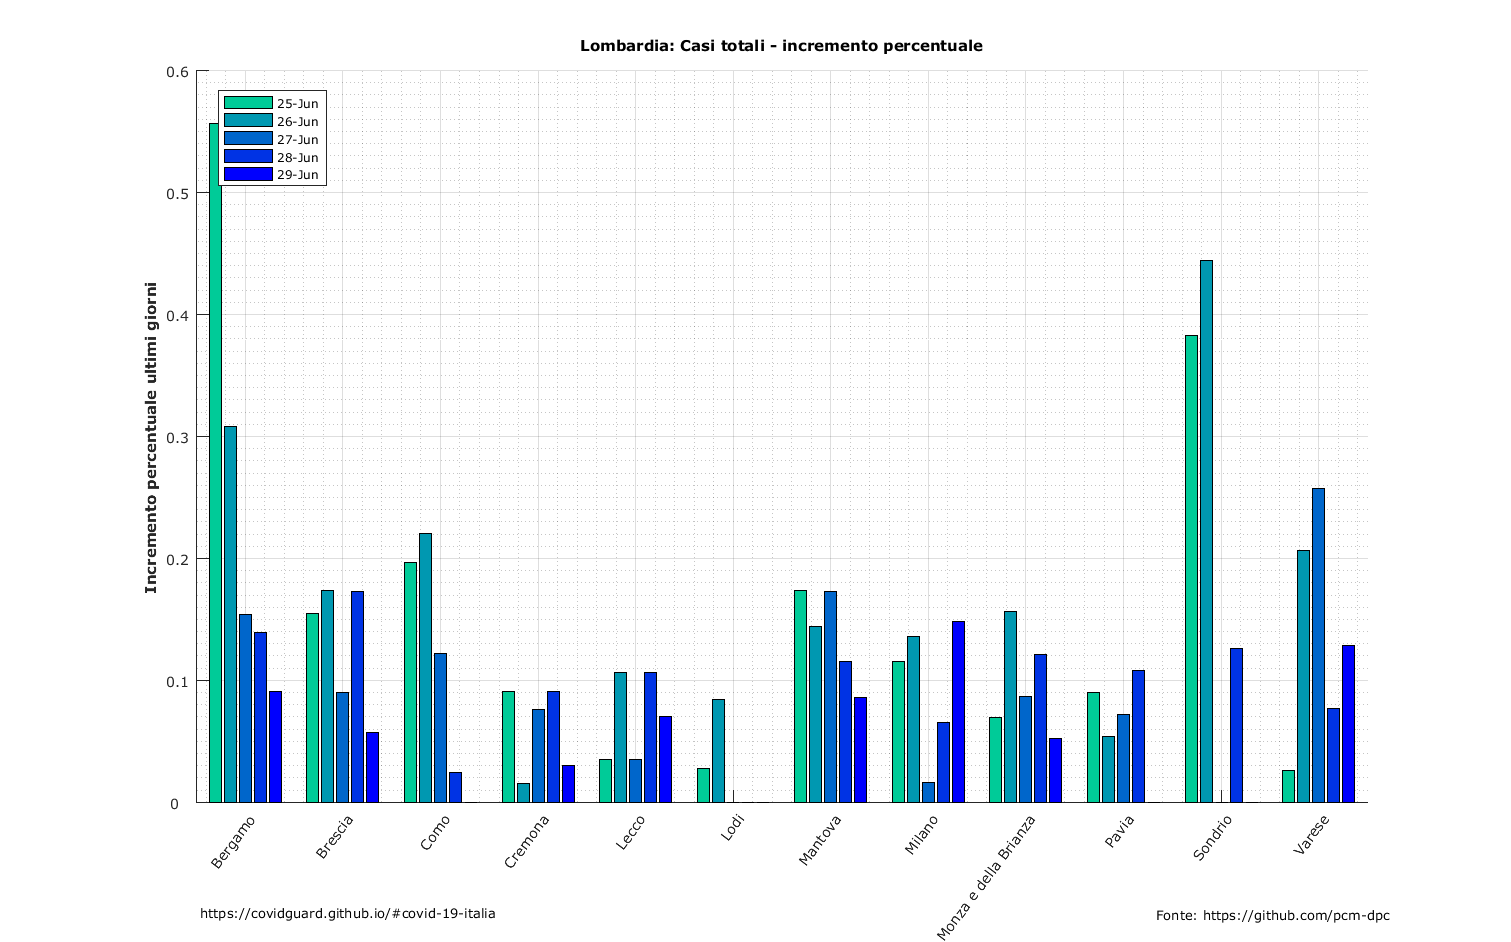 Lombardia: Casi totali - incremento percentuale
0.6
0.5
0.4
0.3
0.2
0.1
0
Incremento percentuale ultimi giorni
25-Jun
26-Jun
27-Jun
28-Jun
29-Jun
Bergamo
Brescia
Como
Cremona
Lecco
Lodi
Mantova
Milano
Monza e della Brianza
Pavia
Sondrio
Varese
https://covidguard.github.io/#covid-19-italia
Fonte: https://github.com/pcm-dpc